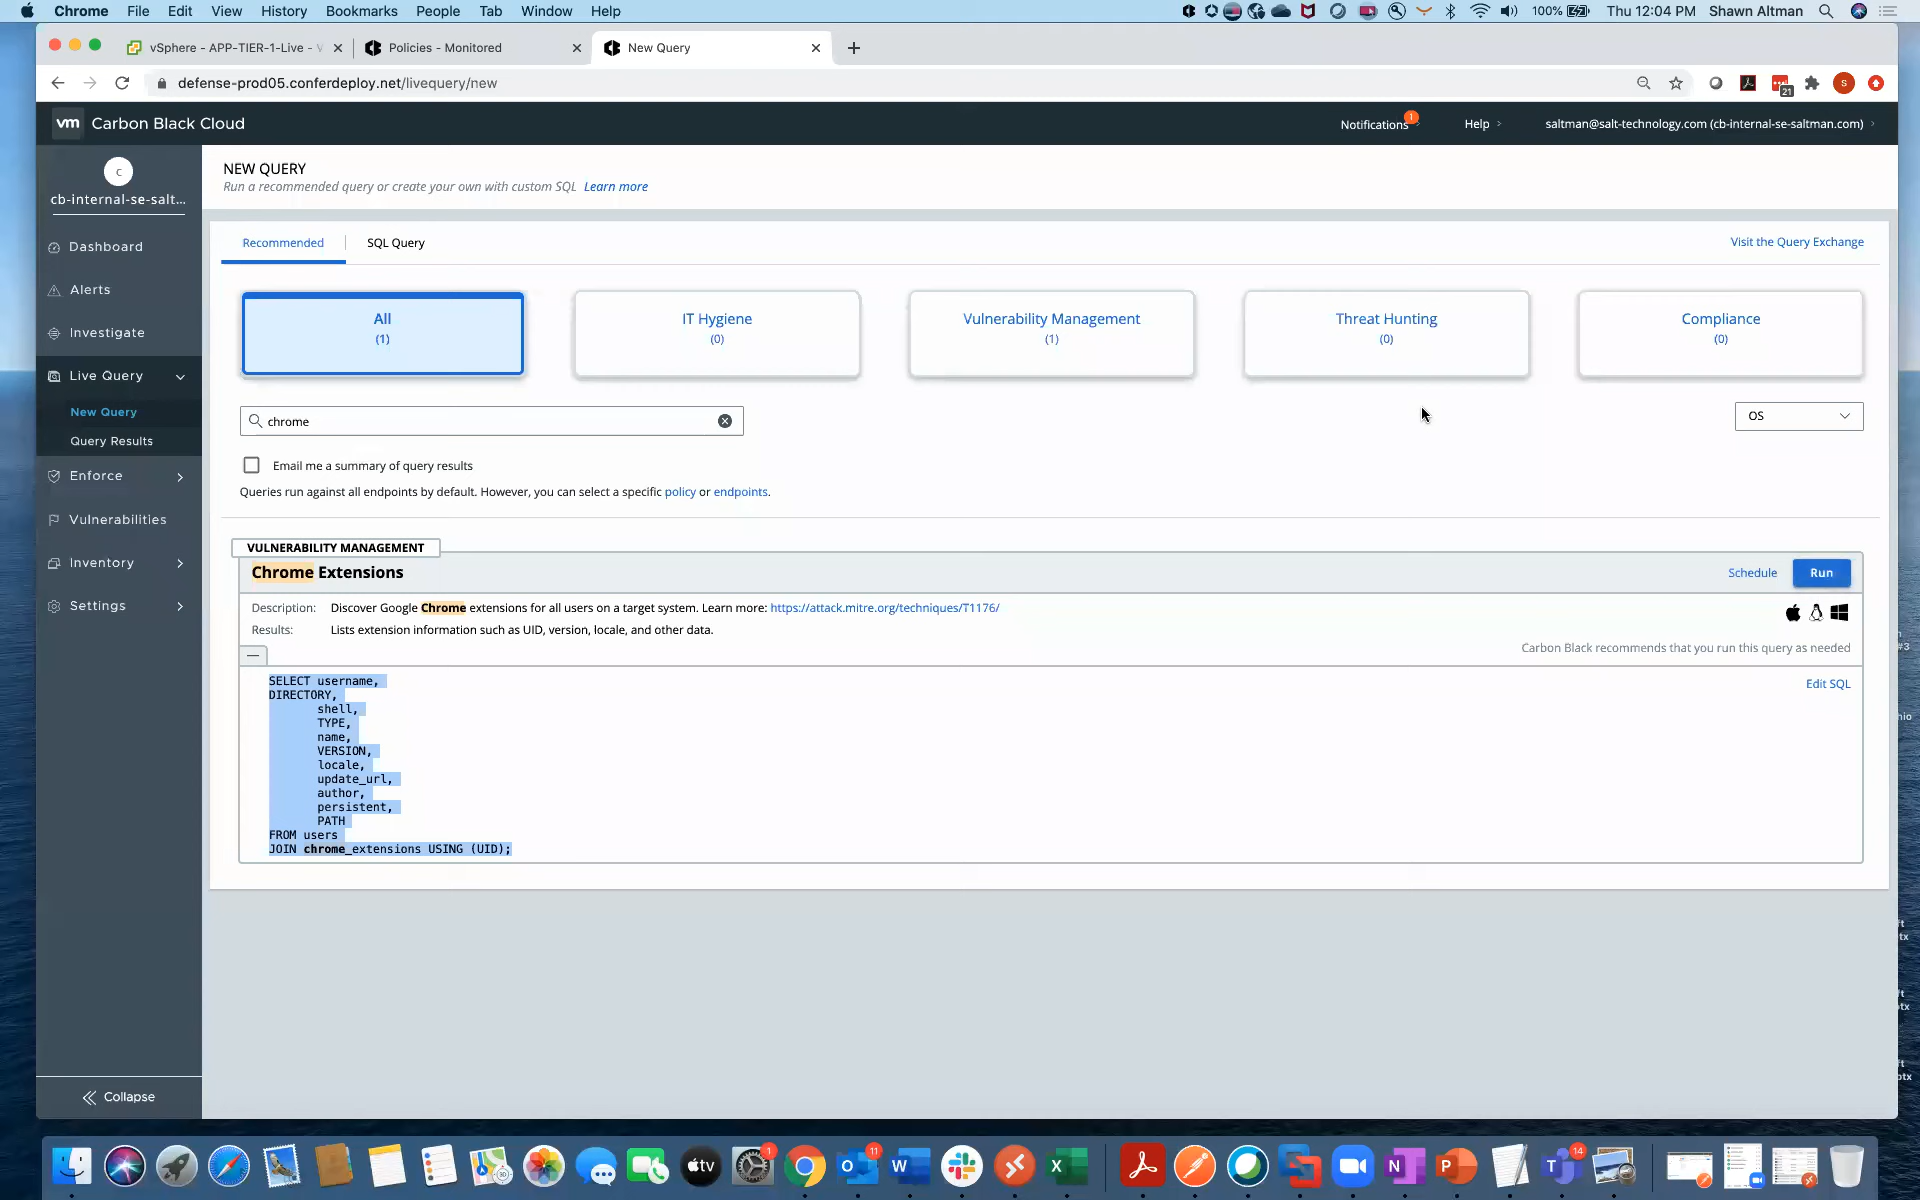 Chrome File Edit View History Bookmarks People Tab Window Help 100% Thu 12:04 PM Shawn Altman
vSphere - APP-TIER-1-Live - Policies - Monitored New Query
defense-prod05.conferdeploy.net/livequery/new 21 S
vm Carbon Black Cloud Notifications 1 Help saltman@salt-technology.com (cb-internal-se-saltman.com)
C
cb-internal-se-salt...
Dashboard
Alerts
Investigate
Live Query
New Query
Query Results
Enforce
Vulnerabilities
Inventory
Settings
Collapse
NEW QUERY
Run a recommended query or create your own with custom SQL Learn more
Recommended SQL Query Visit the Query Exchange
All IT Hygiene Vulnerability Management Threat Hunting Compliance
(1) (0) (1) (0) (0)
chrome OS
Email me a summary of query results
Queries run against all endpoints by default. However, you can select a specific policy or endpoints.
VULNERABILITY MANAGEMENT
Chrome Extensions Schedule Run
Description: Discover Google Chrome extensions for all users on a target system. Learn more: https://attack.mitre.org/techniques/T1176/
Results: Lists extension information such as UID, version, locale, and other data.
Carbon Black recommends that you run this query as needed
Edit SQL
SELECT username,
DIRECTORY,
shell,
TYPE,
name,
VERSION,
locale,
update_url,
author,
persistent,
PATH
FROM users
JOIN chrome_extensions USING (UID);
tv 1 11 14